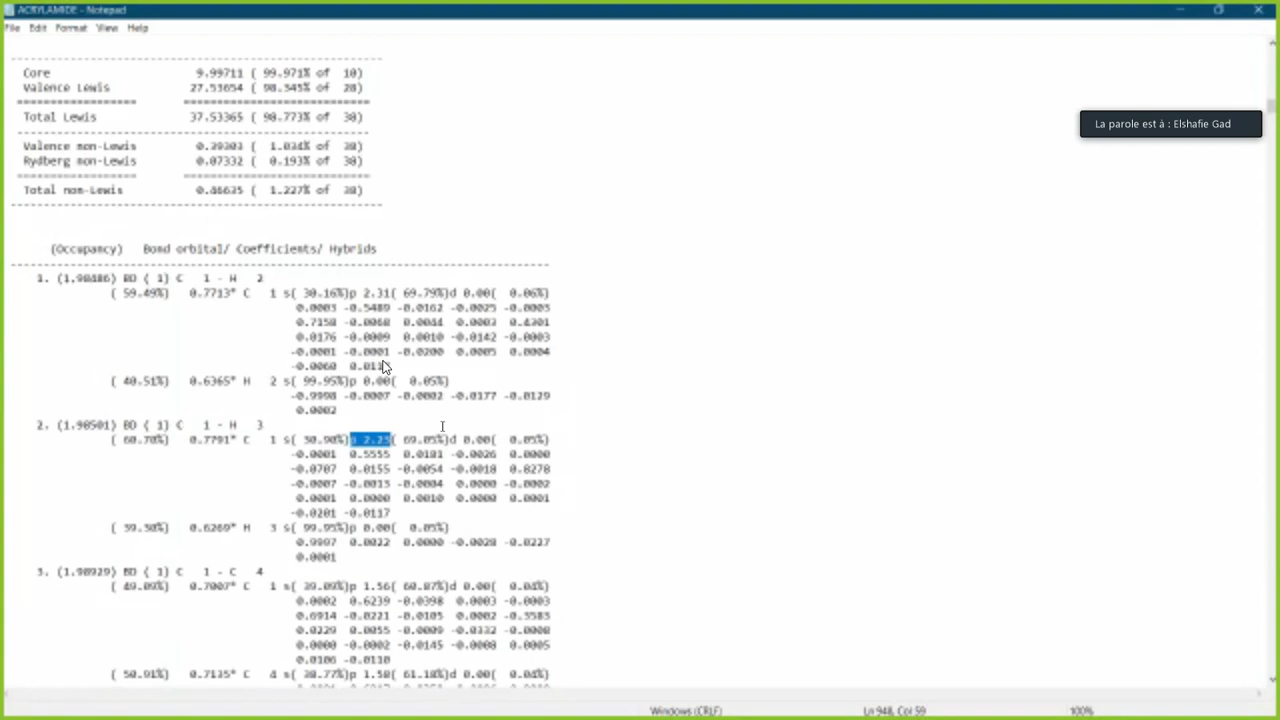 ACRYLAMIDE - Notepad
File Edit Format View Help
La parole est à : Elshafie Gad
Core 9.99711 ( 99.971% of 10)
Valence Lewis 27.53654 ( 98.345% of 28)
Total Lewis 37.53365 ( 98.773% of 38)
Valence non-Lewis 0.39303 ( 1.034% of 38)
Rydberg non-Lewis 0.07332 ( 0.193% of 38)
Total non-Lewis 0.46635 ( 1.227% of 38)
(Occupancy) Bond orbital/ Coefficients/ Hybrids
1. (1.98486) BD ( 1) C 1 - H 2
( 59.49%) 0.7713* C 1 s( 30.16%)p 2.31( 69.79%)d 0.00( 0.06%)
0.0003 -0.5489 -0.0162 -0.0025 -0.0003
0.7158 -0.0068 0.0044 0.0003 0.4301
0.0176 -0.0009 0.0010 -0.0142 -0.0003
-0.0001 -0.0001 -0.0200 0.0005 0.0004
-0.0060
( 40.51%) 0.6365* H 2 s( 99.95%)p 0.00( 0.05%)
-0.9998 -0.0007 -0.0002 -0.0177 -0.0129
0.0002
2. (1.98501) BD ( 1) C 1 - H 3
( 60.70%) 0.7791* C 1 s( 30.90%)p 2.23( 69.05%)d 0.00( 0.05%)
-0.0001 0.5555 0.0181 -0.0026 0.0000
-0.0707 0.0155 -0.0054 -0.0018 0.8270
-0.0007 -0.0013 -0.0004 0.0000 -0.0002
0.0001 0.0000 0.0010 0.0000 0.0001
-0.0201 -0.0117
( 39.30%) 0.6269* H 3 s( 99.95%)p 0.00( 0.05%)
0.9997 0.0022 0.0000 -0.0028 -0.0227
0.0001
3. (1.98929) BD ( 1) C 1 - C 4
( 49.09%) 0.7007* C 1 s( 39.09%)p 1.56( 60.87%)d 0.00( 0.04%)
0.0002 0.6239 -0.0398 0.0003 -0.0003
0.6914 -0.0221 -0.0105 0.0002 -0.3583
0.0229 0.0055 -0.0009 -0.0332 -0.0008
0.0000 -0.0002 -0.0145 -0.0008 0.0005
0.0106 -0.0110
( 50.91%) 0.7135* C 4 s( 38.77%)p 1.58( 61.18%)d 0.00( 0.04%)
Windows (CRLF) Ln 948, Col 59 100%